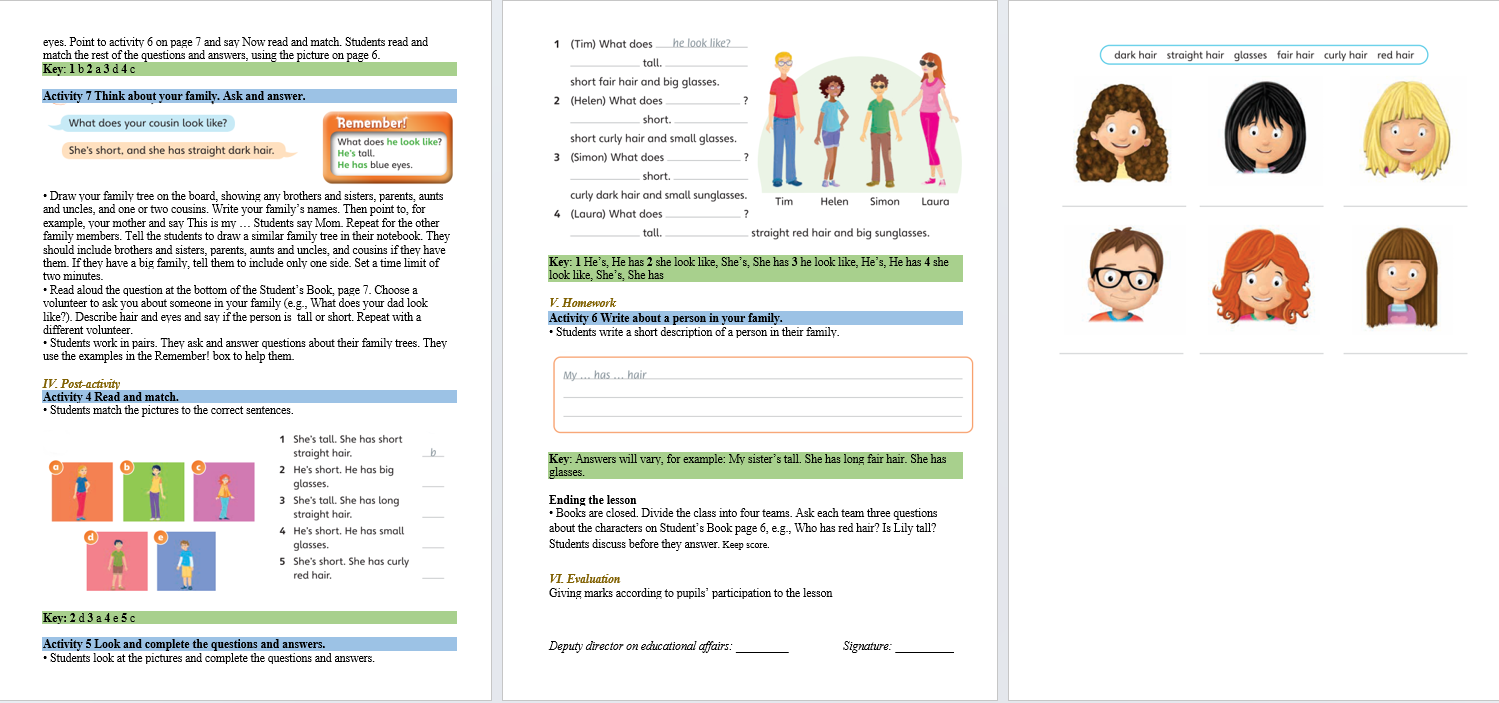 eyes. Point to activity 6 on page 7 and say Now read and match. Students read and
match the rest of the questions and answers, using the picture on page 6.
Key: 1 b 2 a 3 d 4 c
Activity 7 Think about your family. Ask and answer.
What does your cousin look like?
She's short, and she has straight dark hair.
Remember!
What does he look like?
He's tall.
He has blue eyes.
• Draw your family tree on the board, showing any brothers and sisters, parents, aunts
and uncles, and one or two cousins. Write your family's names. Then point to, for
example, your mother and say This is my … Students say Mom. Repeat for the other
family members. Tell the students to draw a similar family tree in their notebook. They
should include brothers and sisters, parents, aunts and uncles, and cousins if they have
them. If they have a big family, tell them to include only one side. Set a time limit of
two minutes.
• Read aloud the question at the bottom of the Student's Book, page 7. Choose a
volunteer to ask you about someone in your family (e.g., What does your dad look
like?). Describe hair and eyes and say if the person is tall or short. Repeat with a
different volunteer.
• Students work in pairs. They ask and answer questions about their family trees. They
use the examples in the Remember! box to help them.
IV. Post-activity
Activity 4 Read and match.
• Students match the pictures to the correct sentences.
a
b
c
d
e
1 She's tall. She has short
straight hair. b
2 He's short. He has big
glasses.
3 She's tall. She has long
straight hair.
4 He's short. He has small
glasses.
5 She's short. She has curly
red hair.
Key: 2 d 3 a 4 e 5 c
Activity 5 Look and complete the questions and answers.
• Students look at the pictures and complete the questions and answers.
1 (Tim) What does he look like?
________ tall. ________
short fair hair and big glasses.
2 (Helen) What does ________ ?
________ short. ________
short curly hair and small glasses.
3 (Simon) What does ________ ?
________ short. ________
curly dark hair and small sunglasses.
4 (Laura) What does ________ ?
________ tall. ________ straight red hair and big sunglasses.
Tim Helen Simon Laura
Key: 1 He's, He has 2 she look like, She's, She has 3 he look like, He's, He has 4 she
look like, She's, She has
V. Homework
Activity 6 Write about a person in your family.
• Students write a short description of a person in their family.
My … has … hair
Key: Answers will vary, for example: My sister's tall. She has long fair hair. She has
glasses.
Ending the lesson
• Books are closed. Divide the class into four teams. Ask each team three questions
about the characters on Student's Book page 6, e.g., Who has red hair? Is Lily tall?
Students discuss before they answer. Keep score.
VI. Evaluation
Giving marks according to pupils' participation to the lesson
Deputy director on educational affairs: ________ Signature: ________
dark hair straight hair glasses fair hair curly hair red hair